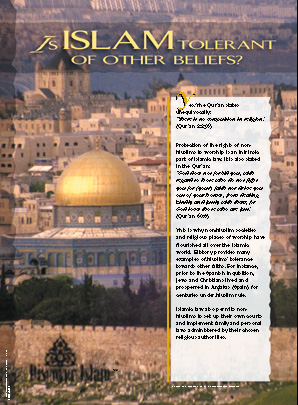 Is ISLAM TOLERANT
OF OTHER BELIEFS?
Yes! the Qur'an states
unequivocally:
"There is no compulsion in religion."
(Qur'an 2:256)
Protection of the rights of non-
Muslims to worship is an intrinsic
part of Islamic law. It is also stated
in the Qur'an:
"God does not forbid you, with
regard to those who do not fight
you for (your) faith nor drive you
out of your homes, from dealing
kindly and justly with them; for
God loves those who are just."
(Qur'an 60:8)
This is why non-Muslim societies
and religious places of worship have
flourished all over the Islamic
world. History provides many
examples of Muslims' tolerance
towards other faiths. For instance,
prior to the Spanish Inquisition,
Jews and Christians lived and
prospered in Anjalus (Spain) for
centuries under Muslim rule.
Islamic law also permits non-
Muslims to set up their own courts
and implement family and personal
laws administered by their chosen
religious authorities.
Discover Islam